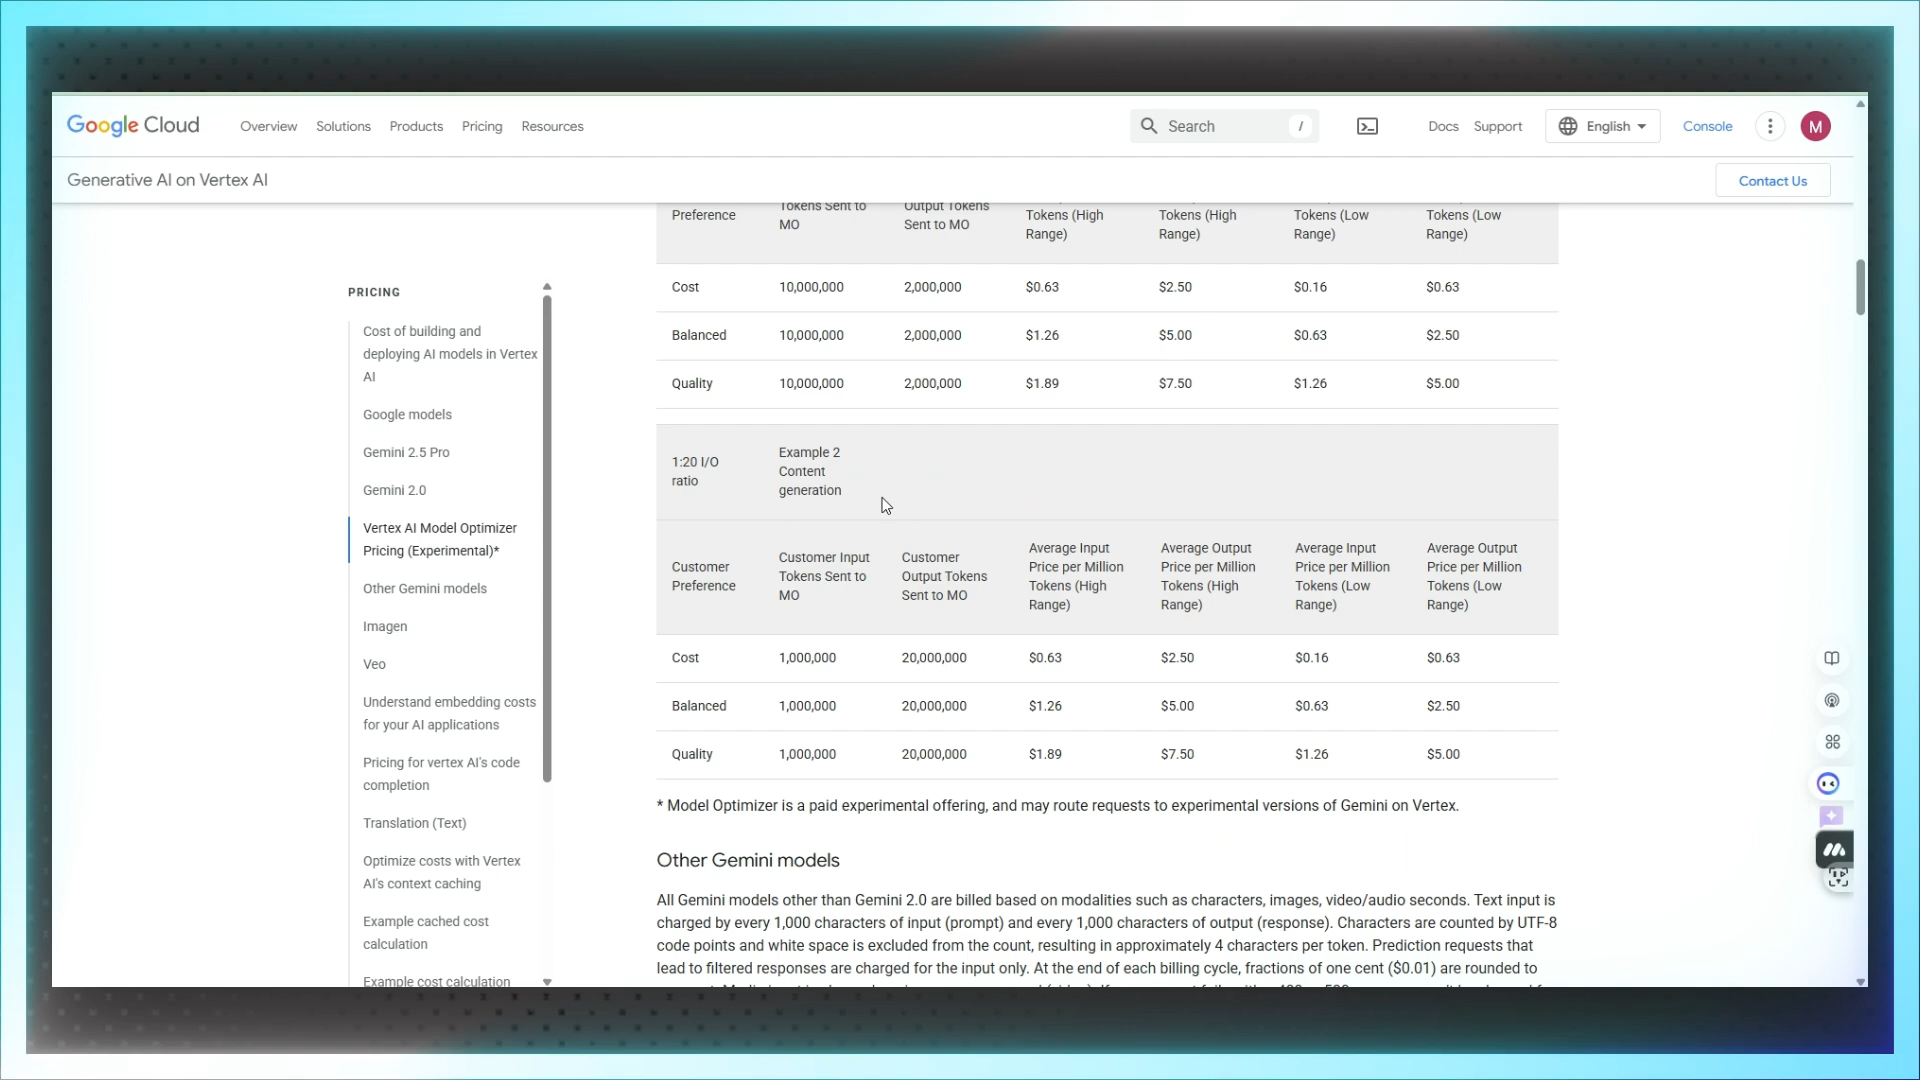 Google Cloud
Overview
Solutions
Products
Pricing
Resources
Search
/
Docs
Support
English
Console
M
Generative AI on Vertex AI
Contact Us
PRICING
Cost of building and
deploying AI models in Vertex
AI
Google models
Gemini 2.5 Pro
Gemini 2.0
Vertex AI Model Optimizer
Pricing (Experimental)*
Other Gemini models
Imagen
Veo
Understand embedding costs
for your AI applications
Pricing for vertex AI's code
completion
Translation (Text)
Optimize costs with Vertex
AI's context caching
Example cached cost
calculation
Example cost calculation
Preference
Tokens Sent to
MO
Output Tokens
Sent to MO
Tokens (High
Range)
Tokens (High
Range)
Tokens (Low
Range)
Tokens (Low
Range)
Cost 10,000,000 2,000,000 $0.63 $2.50 $0.16 $0.63
Balanced 10,000,000 2,000,000 $1.26 $5.00 $0.63 $2.50
Quality 10,000,000 2,000,000 $1.89 $7.50 $1.26 $5.00
1:20 I/O
ratio
Example 2
Content
generation
Customer
Preference
Customer Input
Tokens Sent to
MO
Customer
Output Tokens
Sent to MO
Average Input
Price per Million
Tokens (High
Range)
Average Output
Price per Million
Tokens (High
Range)
Average Input
Price per Million
Tokens (Low
Range)
Average Output
Price per Million
Tokens (Low
Range)
Cost 1,000,000 20,000,000 $0.63 $2.50 $0.16 $0.63
Balanced 1,000,000 20,000,000 $1.26 $5.00 $0.63 $2.50
Quality 1,000,000 20,000,000 $1.89 $7.50 $1.26 $5.00
* Model Optimizer is a paid experimental offering, and may route requests to experimental versions of Gemini on Vertex.
Other Gemini models
All Gemini models other than Gemini 2.0 are billed based on modalities such as characters, images, video/audio seconds. Text input is
charged by every 1,000 characters of input (prompt) and every 1,000 characters of output (response). Characters are counted by UTF-8
code points and white space is excluded from the count, resulting in approximately 4 characters per token. Prediction requests that
lead to filtered responses are charged for the input only. At the end of each billing cycle, fractions of one cent ($0.01) are rounded to